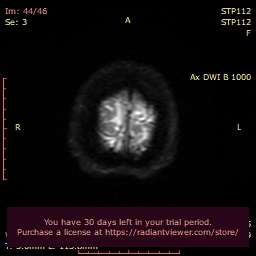 Im: 44/46
Se: 3
A
STP112
STP112
F
Ax DWI B 1000
R
L
You have 30 days left in your trial period.
Purchase a license at https://radiantviewer.com/store/